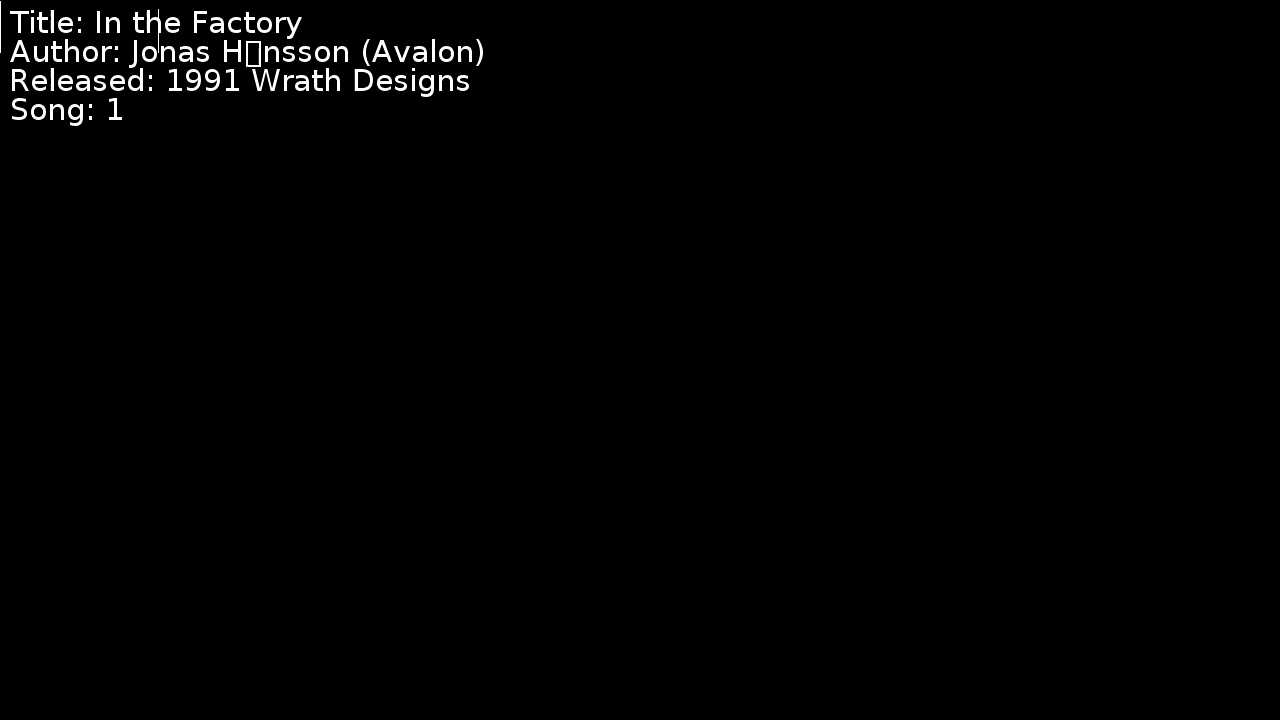 Title: In the Factory
Author: Jonas H▯nsson (Avalon)
Released: 1991 Wrath Designs
Song: 1